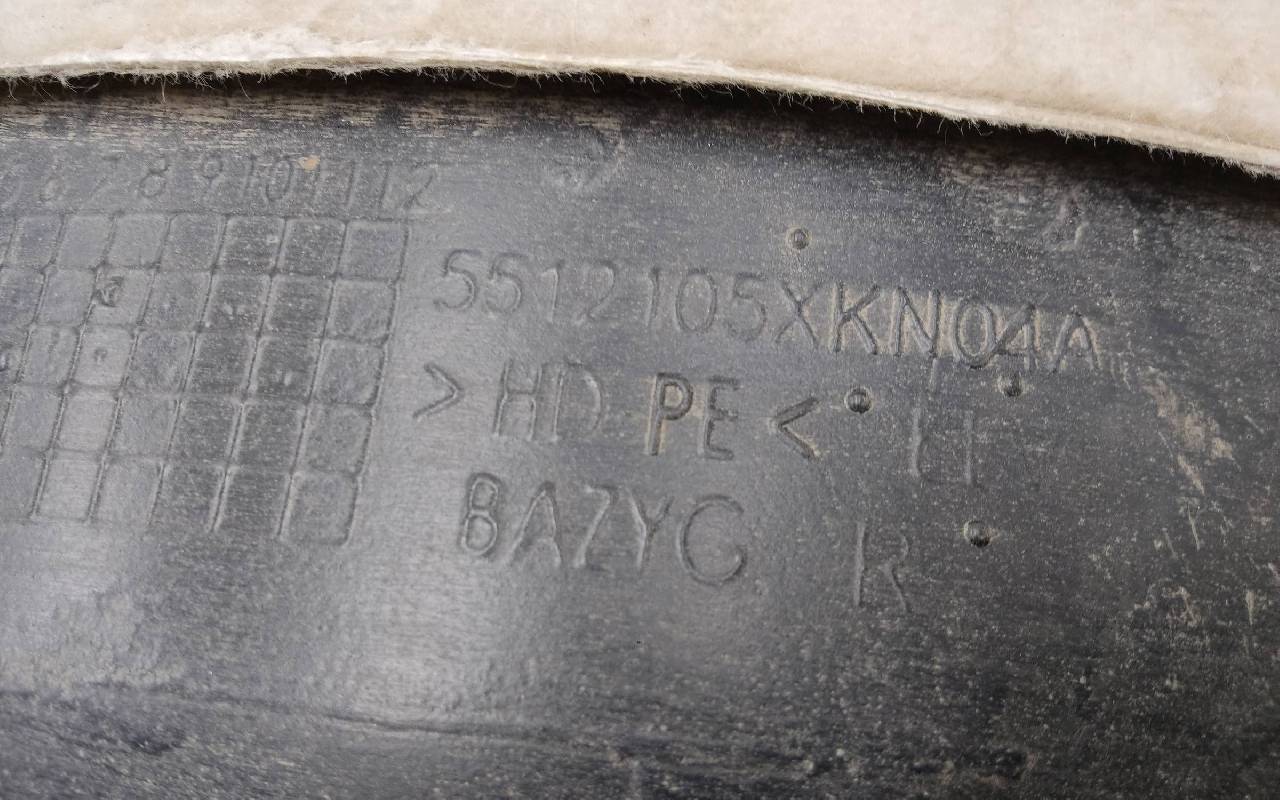 6 7 8 9 10 11 12
5512105XKN04A
> HD PE <
BAZYG R